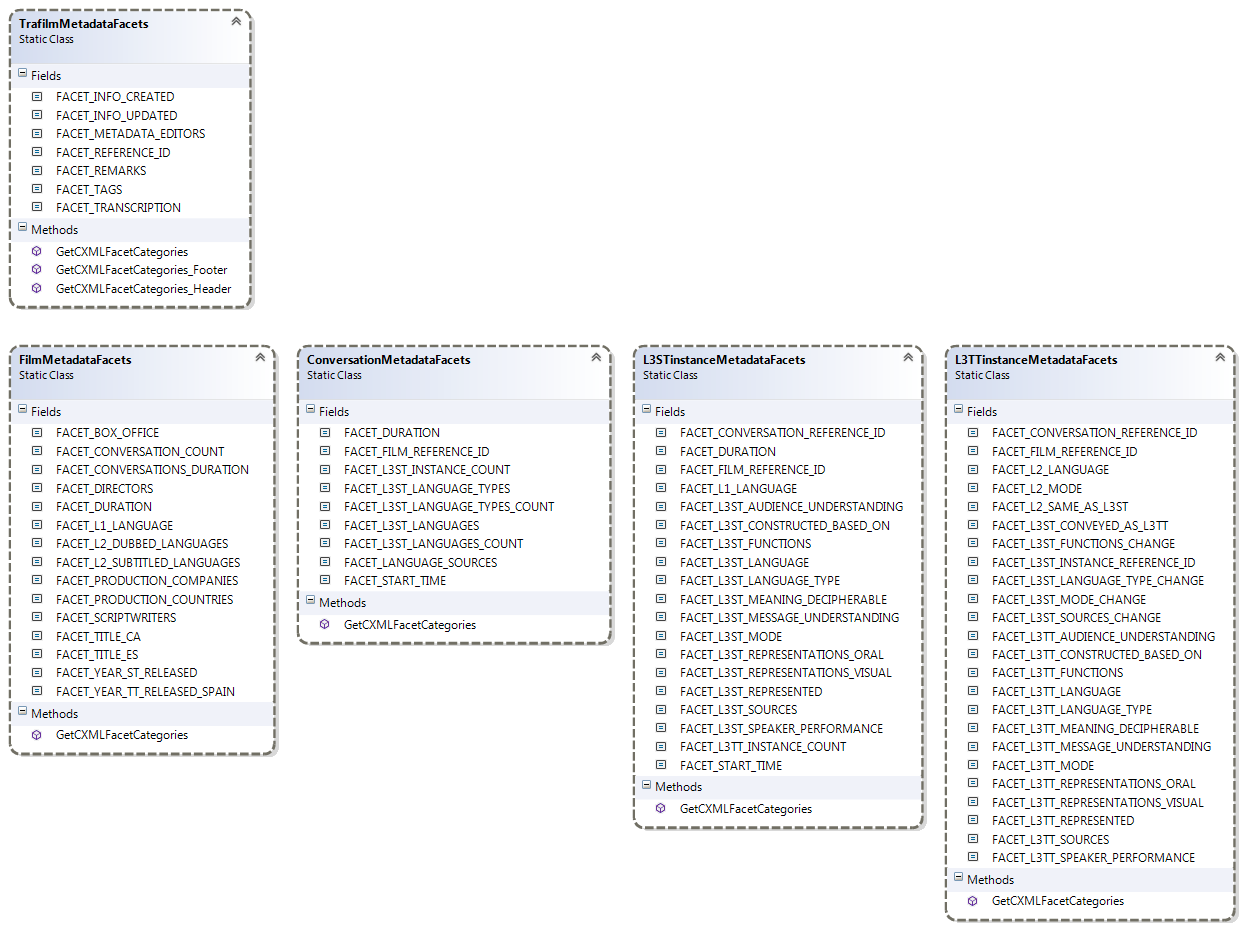 TrafilmMetadataFacets
Static Class
Fields
FACET_INFO_CREATED
FACET_INFO_UPDATED
FACET_METADATA_EDITORS
FACET_REFERENCE_ID
FACET_REMARKS
FACET_TAGS
FACET_TRANSCRIPTION
Methods
GetCXMLFacetCategories
GetCXMLFacetCategories_Footer
GetCXMLFacetCategories_Header
FilmMetadataFacets
Static Class
Fields
FACET_BOX_OFFICE
FACET_CONVERSATION_COUNT
FACET_CONVERSATIONS_DURATION
FACET_DIRECTORS
FACET_DURATION
FACET_L1_LANGUAGE
FACET_L2_DUBBED_LANGUAGES
FACET_L2_SUBTITLED_LANGUAGES
FACET_PRODUCTION_COMPANIES
FACET_PRODUCTION_COUNTRIES
FACET_SCRIPTWRITERS
FACET_TITLE_CA
FACET_TITLE_ES
FACET_YEAR_ST_RELEASED
FACET_YEAR_TT_RELEASED_SPAIN
Methods
GetCXMLFacetCategories
ConversationMetadataFacets
Static Class
Fields
FACET_DURATION
FACET_FILM_REFERENCE_ID
FACET_L3ST_INSTANCE_COUNT
FACET_L3ST_LANGUAGE_TYPES
FACET_L3ST_LANGUAGE_TYPES_COUNT
FACET_L3ST_LANGUAGES
FACET_L3ST_LANGUAGES_COUNT
FACET_LANGUAGE_SOURCES
FACET_START_TIME
Methods
GetCXMLFacetCategories
L3STinstanceMetadataFacets
Static Class
Fields
FACET_CONVERSATION_REFERENCE_ID
FACET_DURATION
FACET_FILM_REFERENCE_ID
FACET_L1_LANGUAGE
FACET_L3ST_AUDIENCE_UNDERSTANDING
FACET_L3ST_CONSTRUCTED_BASED_ON
FACET_L3ST_FUNCTIONS
FACET_L3ST_LANGUAGE
FACET_L3ST_LANGUAGE_TYPE
FACET_L3ST_MEANING_DECIPHERABLE
FACET_L3ST_MESSAGE_UNDERSTANDING
FACET_L3ST_MODE
FACET_L3ST_REPRESENTATIONS_ORAL
FACET_L3ST_REPRESENTATIONS_VISUAL
FACET_L3ST_REPRESENTED
FACET_L3ST_SOURCES
FACET_L3ST_SPEAKER_PERFORMANCE
FACET_L3TT_INSTANCE_COUNT
FACET_START_TIME
Methods
GetCXMLFacetCategories
L3TTinstanceMetadataFacets
Static Class
Fields
FACET_CONVERSATION_REFERENCE_ID
FACET_FILM_REFERENCE_ID
FACET_L2_LANGUAGE
FACET_L2_MODE
FACET_L2_SAME_AS_L3ST
FACET_L3ST_CONVEYED_AS_L3TT
FACET_L3ST_FUNCTIONS_CHANGE
FACET_L3ST_INSTANCE_REFERENCE_ID
FACET_L3ST_LANGUAGE_TYPE_CHANGE
FACET_L3ST_MODE_CHANGE
FACET_L3ST_SOURCES_CHANGE
FACET_L3TT_AUDIENCE_UNDERSTANDING
FACET_L3TT_CONSTRUCTED_BASED_ON
FACET_L3TT_FUNCTIONS
FACET_L3TT_LANGUAGE
FACET_L3TT_LANGUAGE_TYPE
FACET_L3TT_MEANING_DECIPHERABLE
FACET_L3TT_MESSAGE_UNDERSTANDING
FACET_L3TT_MODE
FACET_L3TT_REPRESENTATIONS_ORAL
FACET_L3TT_REPRESENTATIONS_VISUAL
FACET_L3TT_REPRESENTED
FACET_L3TT_SOURCES
FACET_L3TT_SPEAKER_PERFORMANCE
Methods
GetCXMLFacetCategories